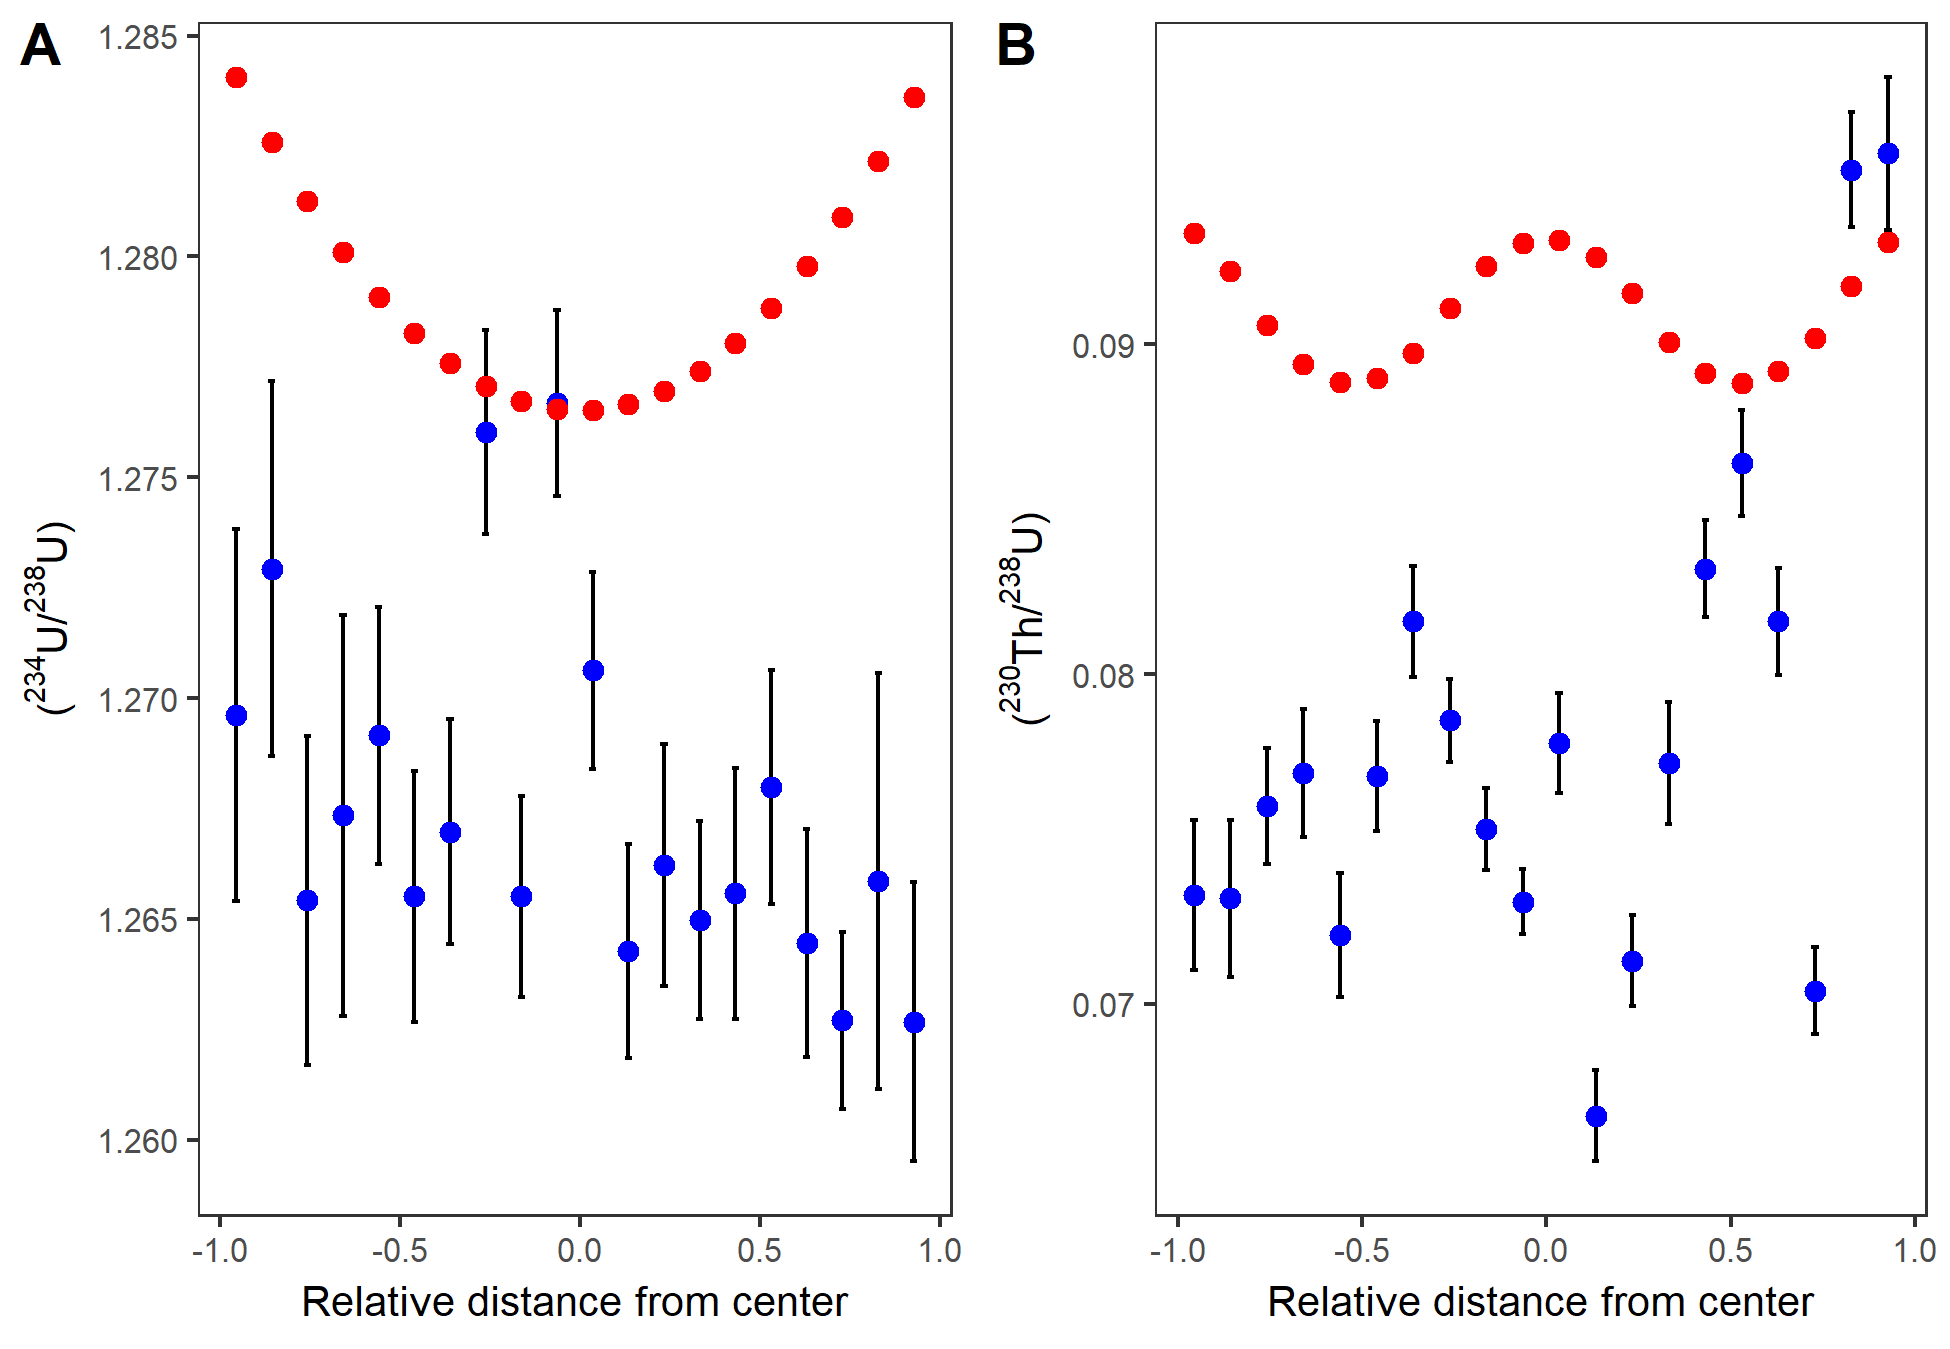 A
B
1.285
1.280
1.275
1.270
1.265
1.260
(²³⁴U/²³⁸U)
-1.0 -0.5 0.0 0.5 1.0
Relative distance from center
0.09
0.08
0.07
(²³⁰Th/²³⁸U)
-1.0 -0.5 0.0 0.5 1.0
Relative distance from center